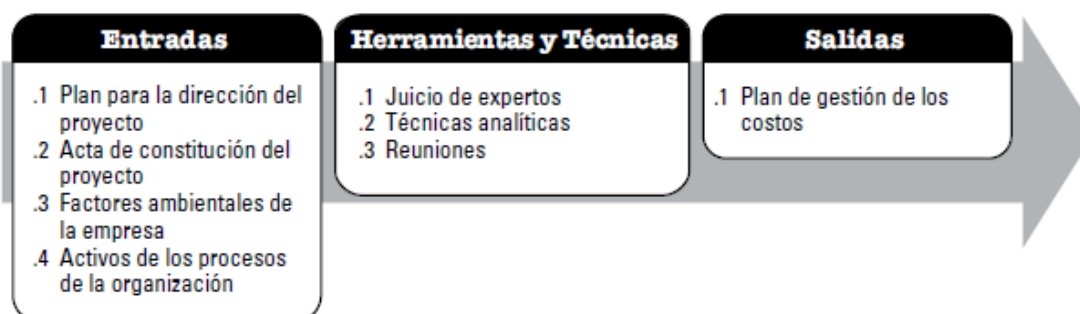 Entradas
.1 Plan para la dirección del
proyecto
.2 Acta de constitución del
proyecto
.3 Factores ambientales de
la empresa
.4 Activos de los procesos
de la organización
Herramientas y Técnicas
.1 Juicio de expertos
.2 Técnicas analíticas
.3 Reuniones
Salidas
.1 Plan de gestión de los
costos